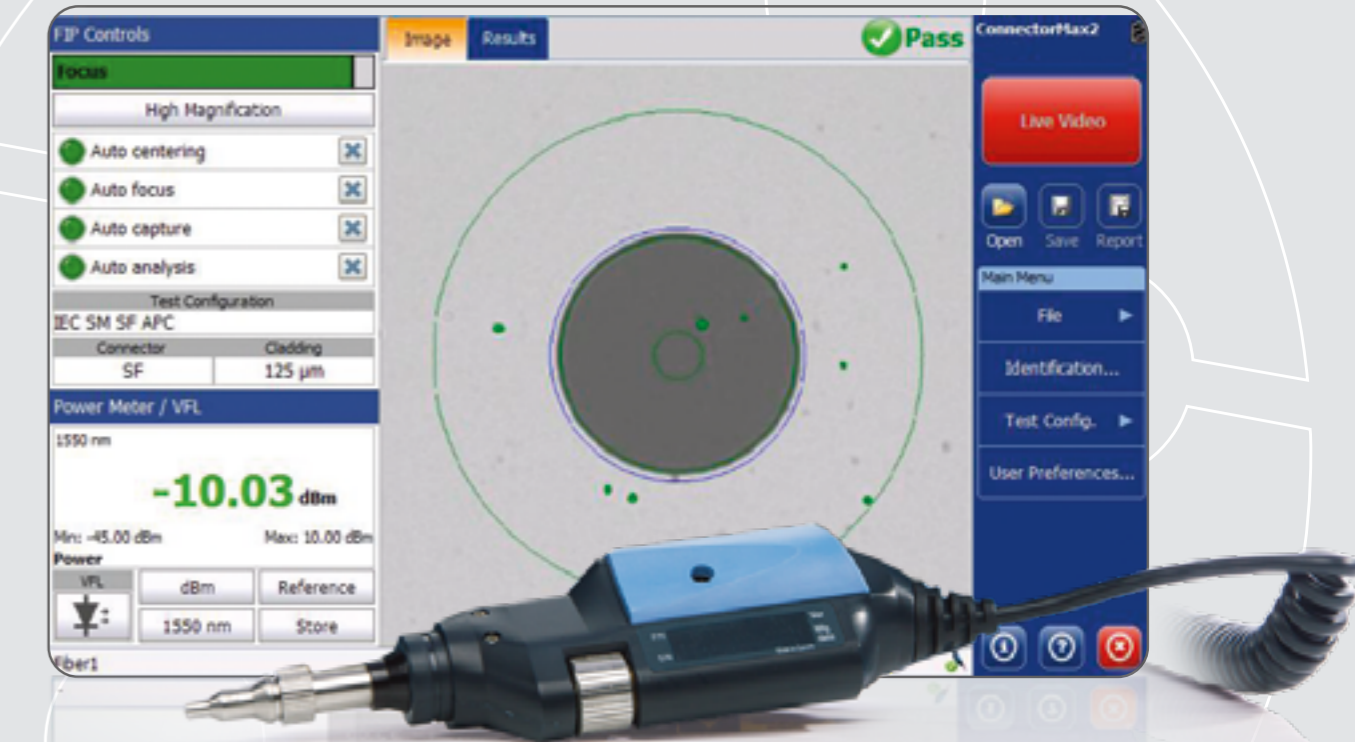 FIP Controls
Focus
High Magnification
Auto centering
Auto focus
Auto capture
Auto analysis
Test Configuration
IEC SM SF APC
Connector Cladding
SF 125 µm
Power Meter / VFL
1550 nm
-10.03 dBm
Min: -45.00 dBm Max: 10.00 dBm
Power
VFL dBm Reference
1550 nm Store
Fiber1
Image Results
Pass
ConnectorMax2
Live Video
Open Save Report
Main Menu
File
Identification...
Test Config.
User Preferences...